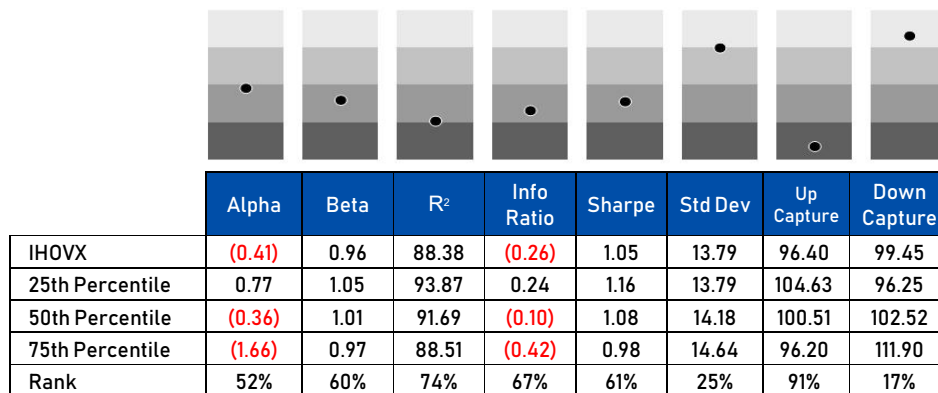 Alpha Beta R² Info Ratio Sharpe Std Dev Up Capture Down Capture
IHOVX (0.41) 0.96 88.38 (0.26) 1.05 13.79 96.40 99.45
25th Percentile 0.77 1.05 93.87 0.24 1.16 13.79 104.63 96.25
50th Percentile (0.36) 1.01 91.69 (0.10) 1.08 14.18 100.51 102.52
75th Percentile (1.66) 0.97 88.51 (0.42) 0.98 14.64 96.20 111.90
Rank 52% 60% 74% 67% 61% 25% 91% 17%